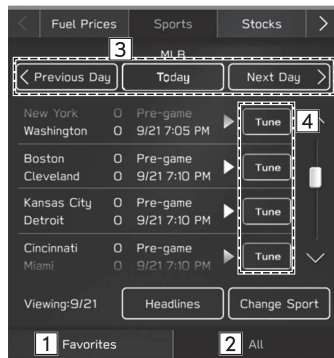 Fuel Prices Sports Stocks
3
MLB
Previous Day Today Next Day
4
New York 0 Pre-game
Washington 0 9/21 7:05 PM Tune
Boston 0 Pre-game
Cleveland 0 9/21 7:10 PM Tune
Kansas City 0 Pre-game
Detroit 0 9/21 7:10 PM Tune
Cincinnati 0 Pre-game
Miami 0 9/21 7:10 PM Tune
Viewing:9/21 Headlines Change Sport
1 Favorites 2 All